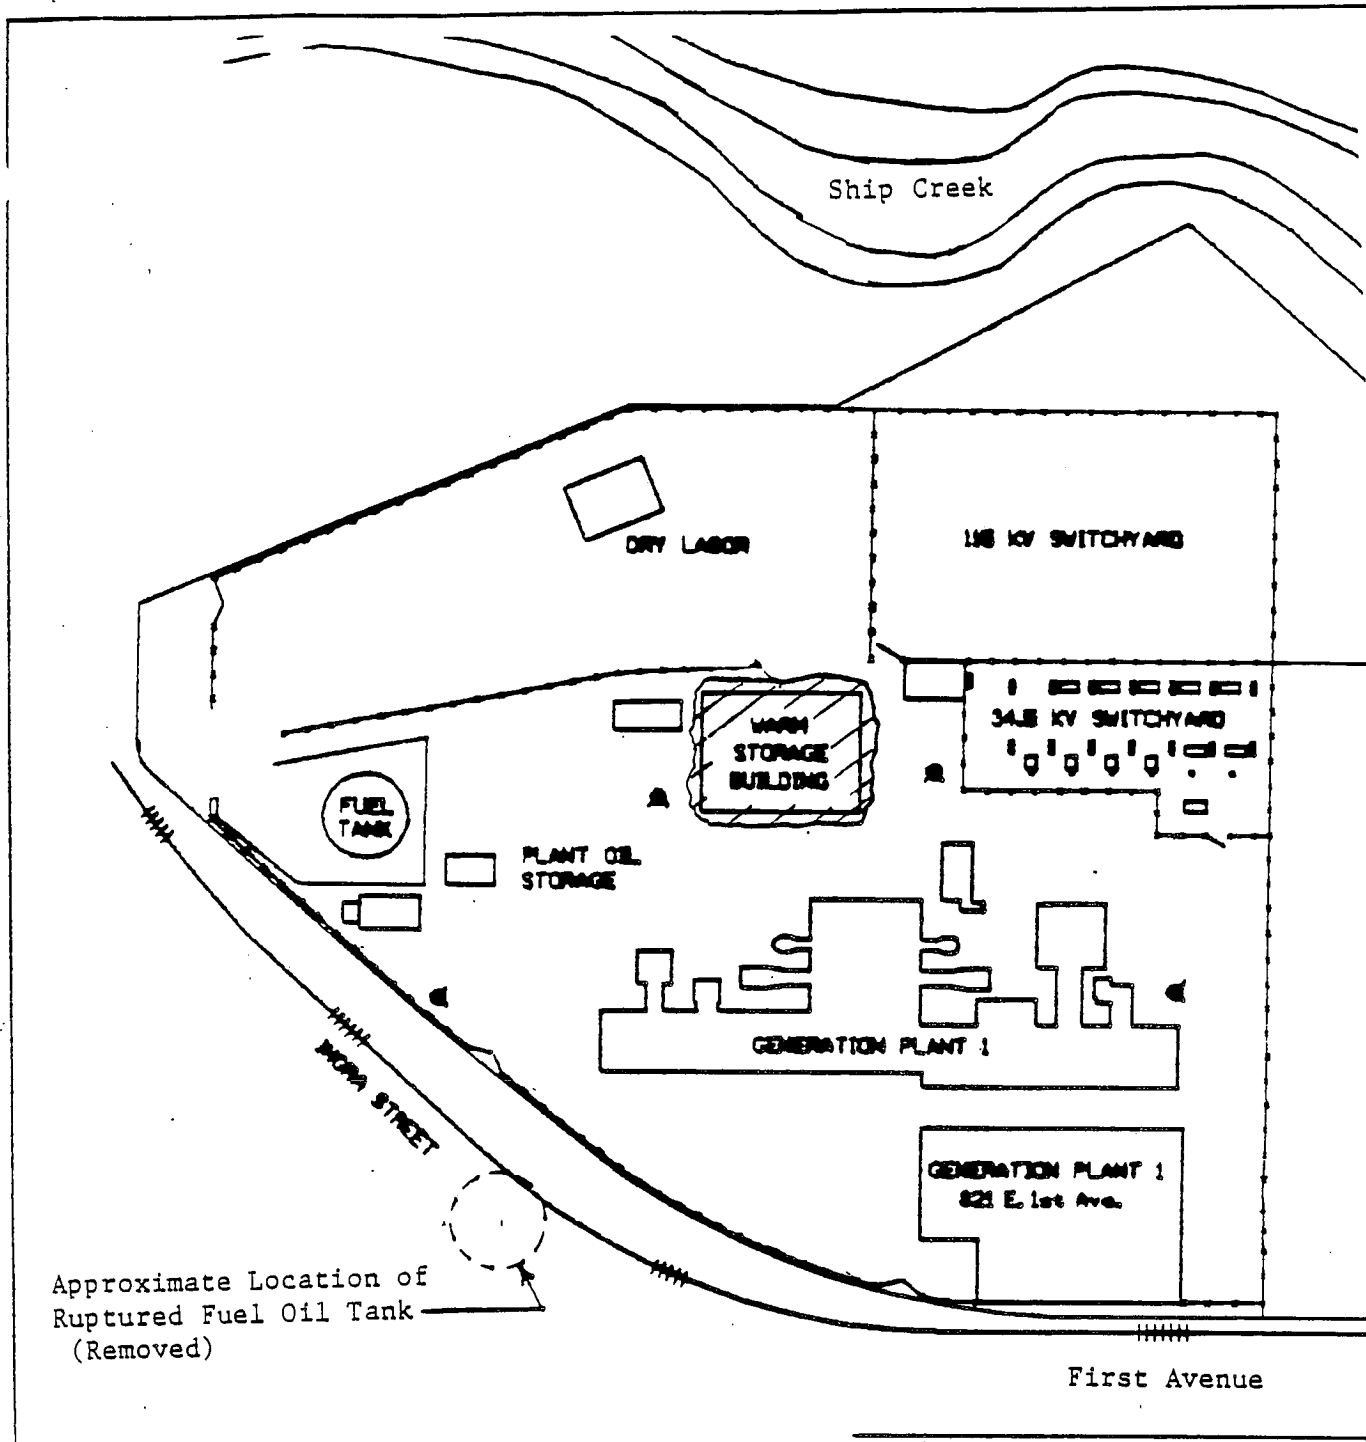 Ship Creek
DRY LABOR
115 KV SWITCHYARD
34.5 KV SWITCHYARD
WARM
STORAGE
BUILDING
FUEL
TANK
PLANT OIL
STORAGE
GENERATION PLANT 1
STREET
GENERATION PLANT 1
821 E. 1st Ave.
Approximate Location of
Ruptured Fuel Oil Tank
(Removed)
First Avenue